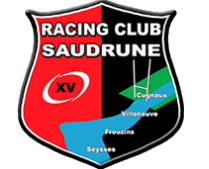 RACING CLUB
SAUDRUNE
XV
Cugnaux
Villeneuve
Frouzins
Seysses